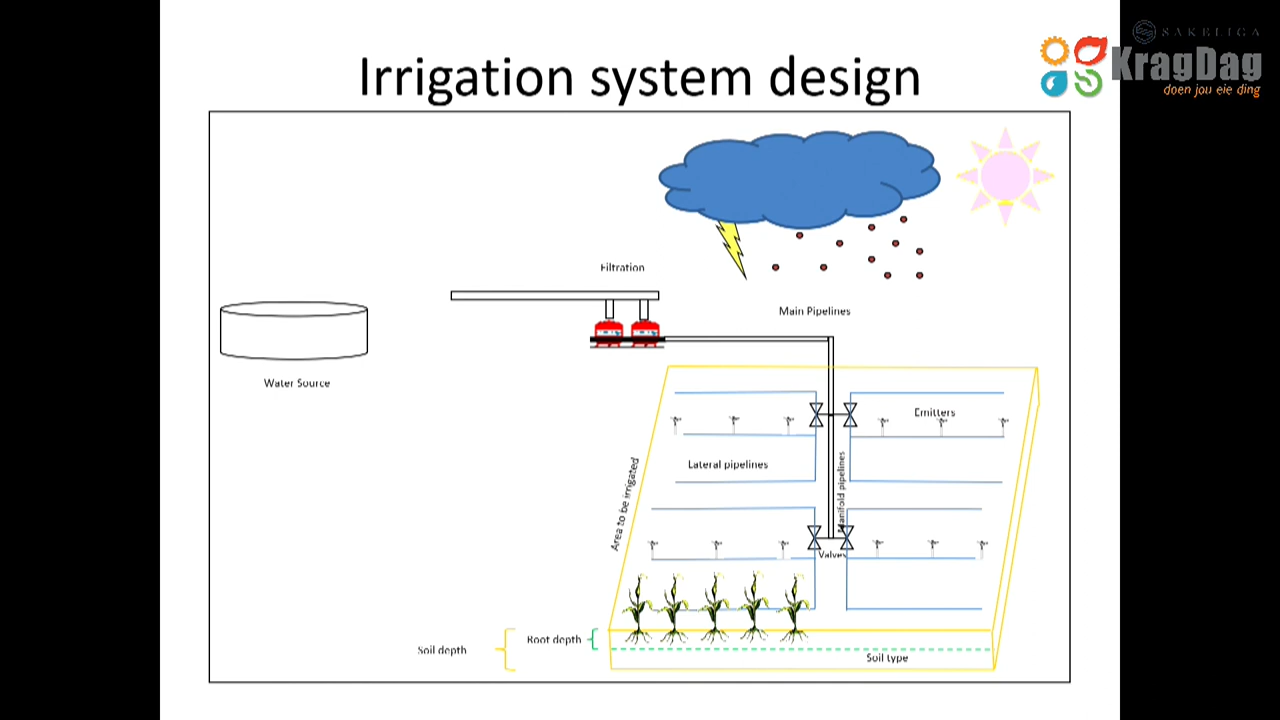 SAKELIGA
KragDag
doen jou eie ding
Irrigation system design
Filtration
Main Pipelines
Water Source
Emitters
Lateral pipelines
Manifold pipelines
Area to be irrigated
Valves
Root depth
Soil depth
Soil type